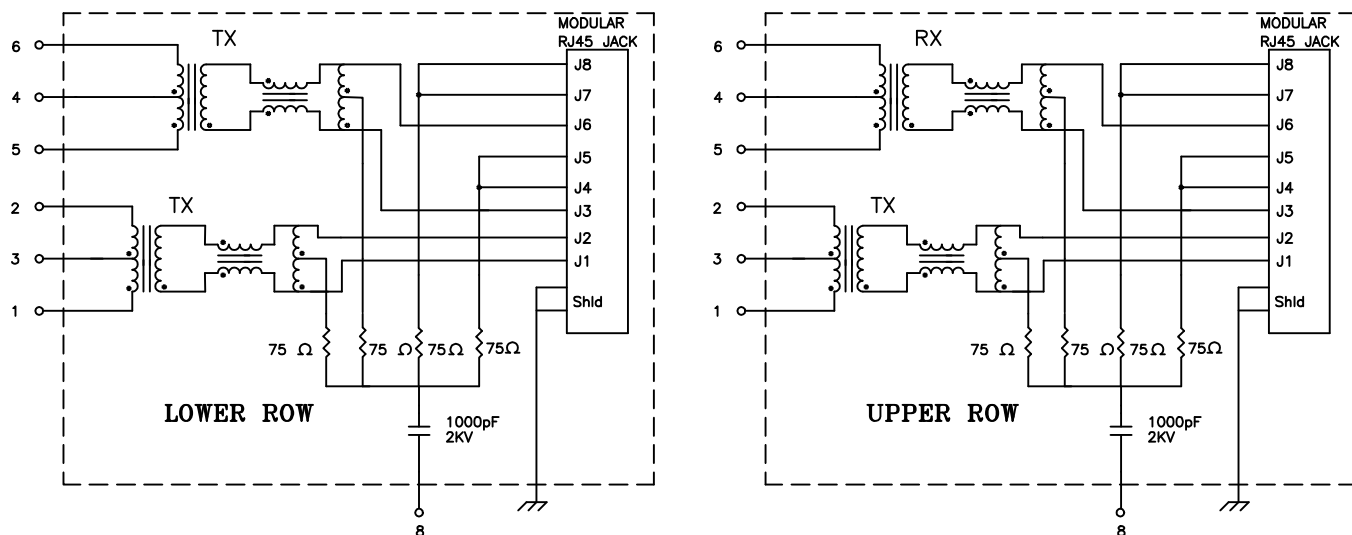 MODULAR
RJ45 JACK
TX
6
4
5
J8
J7
J6
J5
J4
J3
J2
J1
Shld
2
TX
3
1
75 Ω
75 Ω
75Ω
75Ω
LOWER ROW
1000pF
2KV
8
MODULAR
RJ45 JACK
RX
6
4
5
J8
J7
J6
J5
J4
J3
J2
J1
Shld
2
TX
3
1
75 Ω
75 Ω
75Ω
75Ω
UPPER ROW
1000pF
2KV
8